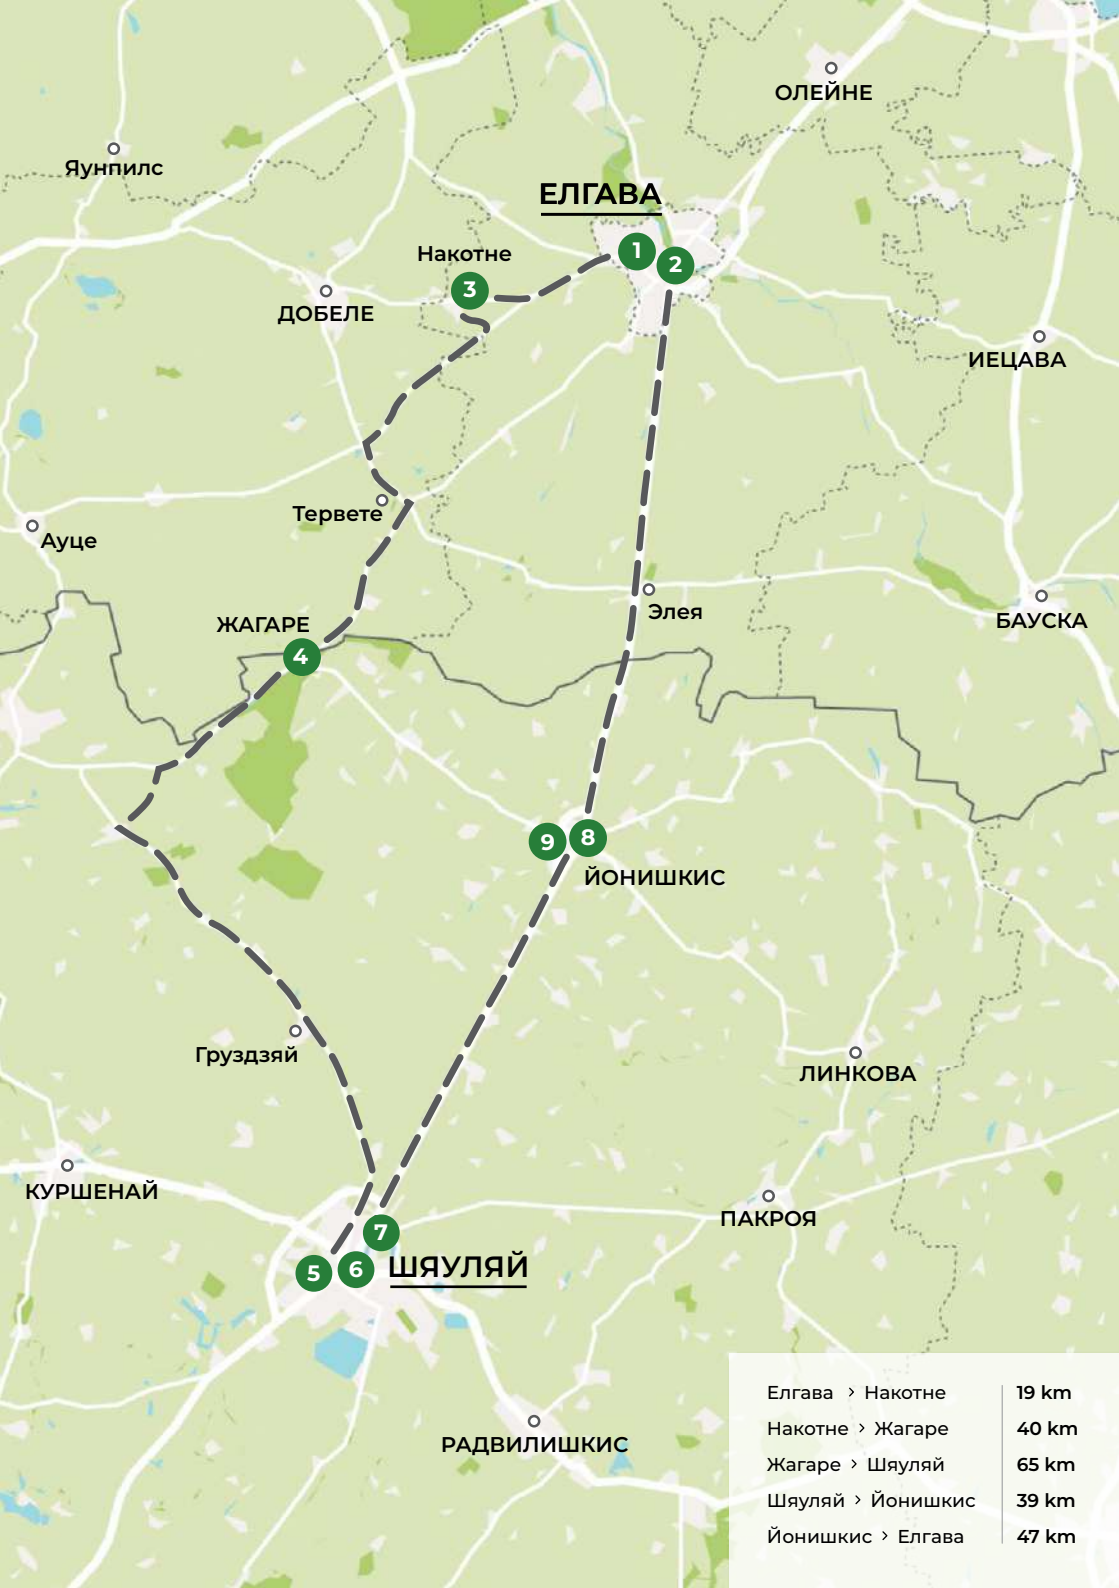 ОЛЕЙНЕ
Яунпилс
ЕЛГАВА
Накотне
1
2
3
ДОБЕЛЕ
ИЕЦАВА
Тервете
Ауце
Элея
БАУСКА
ЖАГАРЕ
4
9
8
ЙОНИШКИС
Груздзяй
ЛИНКОВА
КУРШЕНАЙ
ПАКРОЯ
7
5
6
ШЯУЛЯЙ
РАДВИЛИШКИС
Елгава › Накотне 19 km
Накотне › Жагаре 40 km
Жагаре › Шяуляй 65 km
Шяуляй › Йонишкис 39 km
Йонишкис › Елгава 47 km